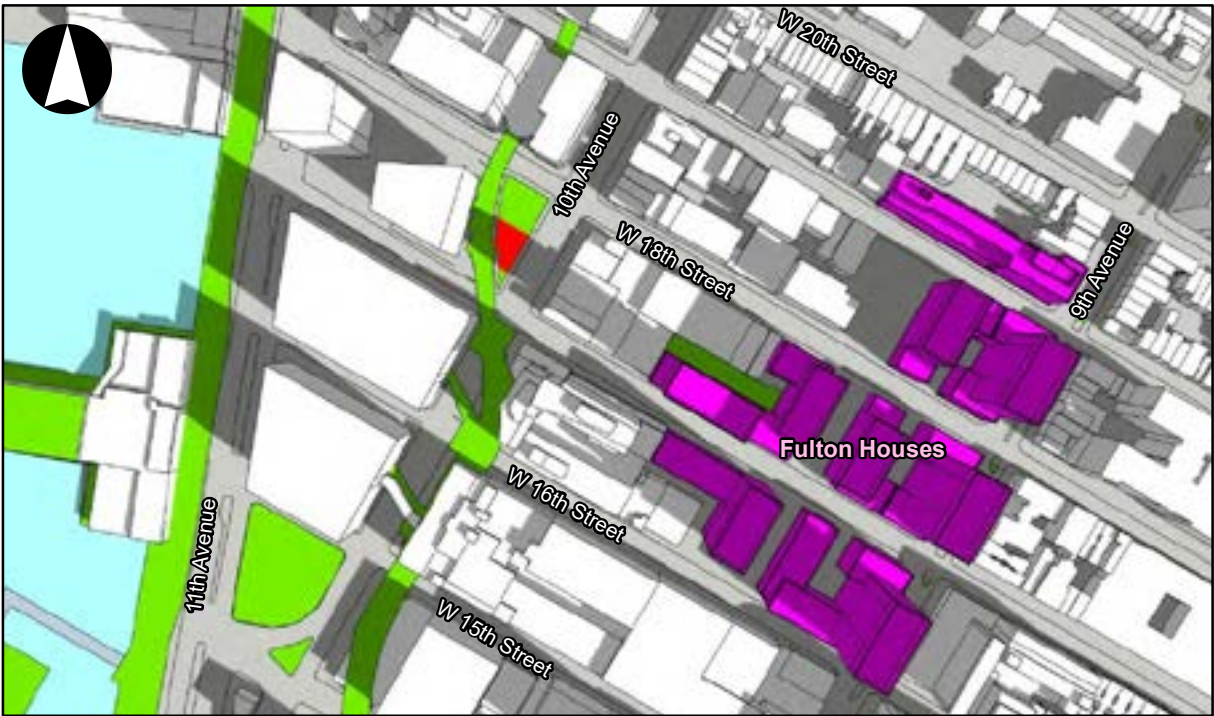 W 20th Street
10th Avenue
W 18th Street
9th Avenue
Fulton Houses
W 16th Street
11th Avenue
W 15th Street